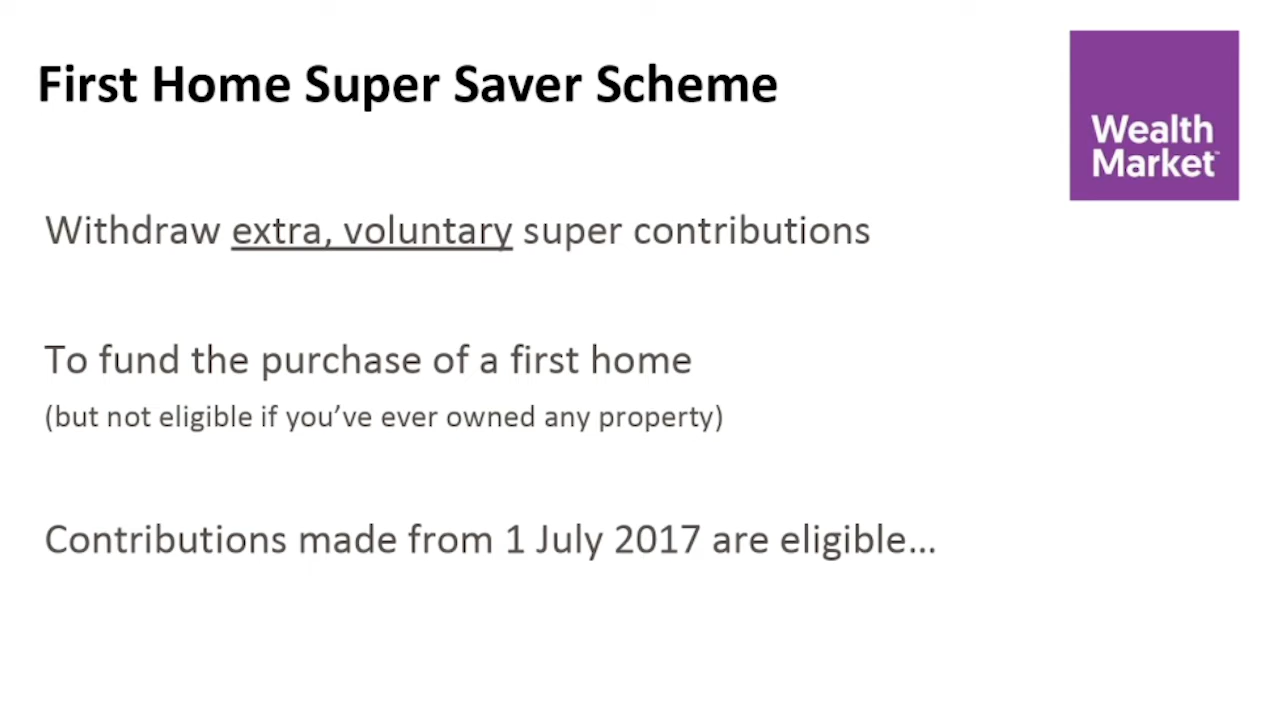 First Home Super Saver Scheme
Wealth
Market™
Withdraw extra, voluntary super contributions
To fund the purchase of a first home
(but not eligible if you've ever owned any property)
Contributions made from 1 July 2017 are eligible...